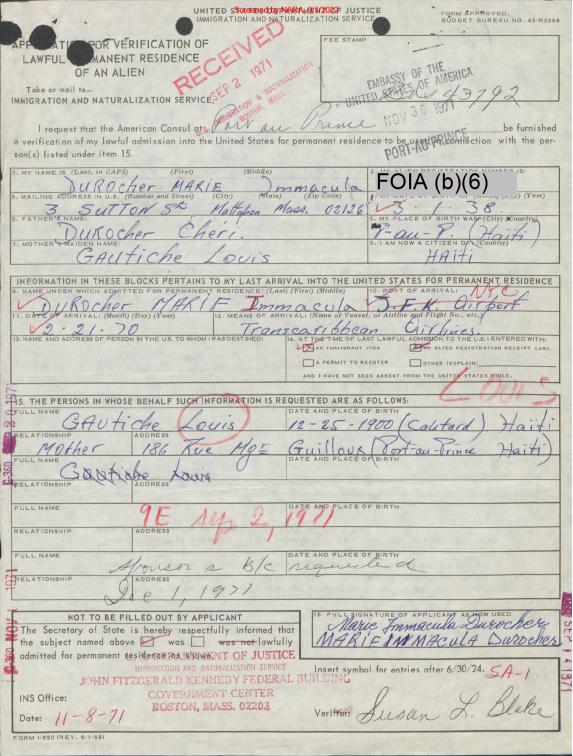 UNITED STATES DEPARTMENT OF JUSTICE
IMMIGRATION AND NATURALIZATION SERVICE
FORM APPROVED.
BUDGET BUREAU NO. 43-R0266
APPLICATION FOR VERIFICATION OF
LAWFUL PERMANENT RESIDENCE
OF AN ALIEN
Take or mail to—
IMMIGRATION AND NATURALIZATION SERVICE
RECEIVED
SEP 2 1971
U.S. IMMIGRATION & NATURALIZATION
BOSTON, MASS.
FEE STAMP
43792
EMBASSY OF THE
UNITED STATES OF AMERICA
NOV 30 1971
PORT-AU-PRINCE
I request that the American Consul at Port au Prince be furnished
a verification of my lawful admission into the United States for permanent residence to be used in connection with the per-
son(s) listed under item 15.
1. MY NAME IS (Last, in CAPS) (First) (Middle)
DUROCHER MARIE Immacula
FOIA (b)(6)
3. MAILING ADDRESS IN U.S. (Number and Street) (City) (State) (Zip Code)
3 SUTTON St Mattapan Mass. 02126
(Year)
3 1 38
5. FATHER'S NAME:
DUROCHER Chéri.
6. MY PLACE OF BIRTH WAS: (City) (Country)
P-au-P. (Haiti)
7. MOTHER'S MAIDEN NAME:
GAUTICHE Louis
8. I AM NOW A CITIZEN OF: (Country)
HAITI
INFORMATION IN THESE BLOCKS PERTAINS TO MY LAST ARRIVAL INTO THE UNITED STATES FOR PERMANENT RESIDENCE
9. NAME UNDER WHICH ADMITTED FOR PERMANENT RESIDENCE: (Last) (First) (Middle)
DUROCHER MARIE Immacula
10. PORT OF ARRIVAL:
NYC
J.F.K. Airport
11. DATE OF ARRIVAL: (Month) (Day) (Year)
2-21-70
12. MEANS OF ARRIVAL: (Name of Vessel, or Airline and Flight No., etc.)
Transcaribbean Airlines.
13. NAME AND ADDRESS OF PERSON IN THE U.S. TO WHOM I WAS DESTINED:
14. AT THE TIME OF LAST LAWFUL ADMISSION TO THE U.S. I ENTERED WITH:
AN IMMIGRANT VISA
AN ALIEN REGISTRATION RECEIPT CARD
A PERMIT TO REENTER
OTHER (EXPLAIN)
AND I HAVE NOT BEEN ABSENT FROM THE UNITED STATES SINCE.
LOUIS
15. THE PERSONS IN WHOSE BEHALF SUCH INFORMATION IS REQUESTED ARE AS FOLLOWS:
FULL NAME DATE AND PLACE OF BIRTH
GAUTICHE Louis 12-25-1900 Haiti
RELATIONSHIP ADDRESS
Mother 186 Rue Mgr Guilloux (Port-au-Prince Haiti)
FULL NAME DATE AND PLACE OF BIRTH
RELATIONSHIP ADDRESS
FULL NAME DATE AND PLACE OF BIRTH
9E Sep 2, 1971
RELATIONSHIP ADDRESS
FULL NAME DATE AND PLACE OF BIRTH
Sponsor's b/c requested
RELATIONSHIP ADDRESS
Dec 1, 1971
NOT TO BE FILLED OUT BY APPLICANT
The Secretary of State is hereby respectfully informed that
the subject named above was was not lawfully
admitted for permanent residence as shown.
16. FULL SIGNATURE OF APPLICANT AS NOW USED
Marie Immacula Durocher
MARIE IMMACULA Durocher
DEPARTMENT OF JUSTICE
IMMIGRATION AND NATURALIZATION SERVICE
JOHN FITZGERALD KENNEDY FEDERAL BUILDING
GOVERNMENT CENTER
BOSTON, MASS. 02203
Insert symbol for entries after 6/30/24. SA-1
INS Office:
Date: 11-8-71
Verifier: Susan L. Blake
FORM I-550 (REV. 6-1-69)
SEP 14 1971